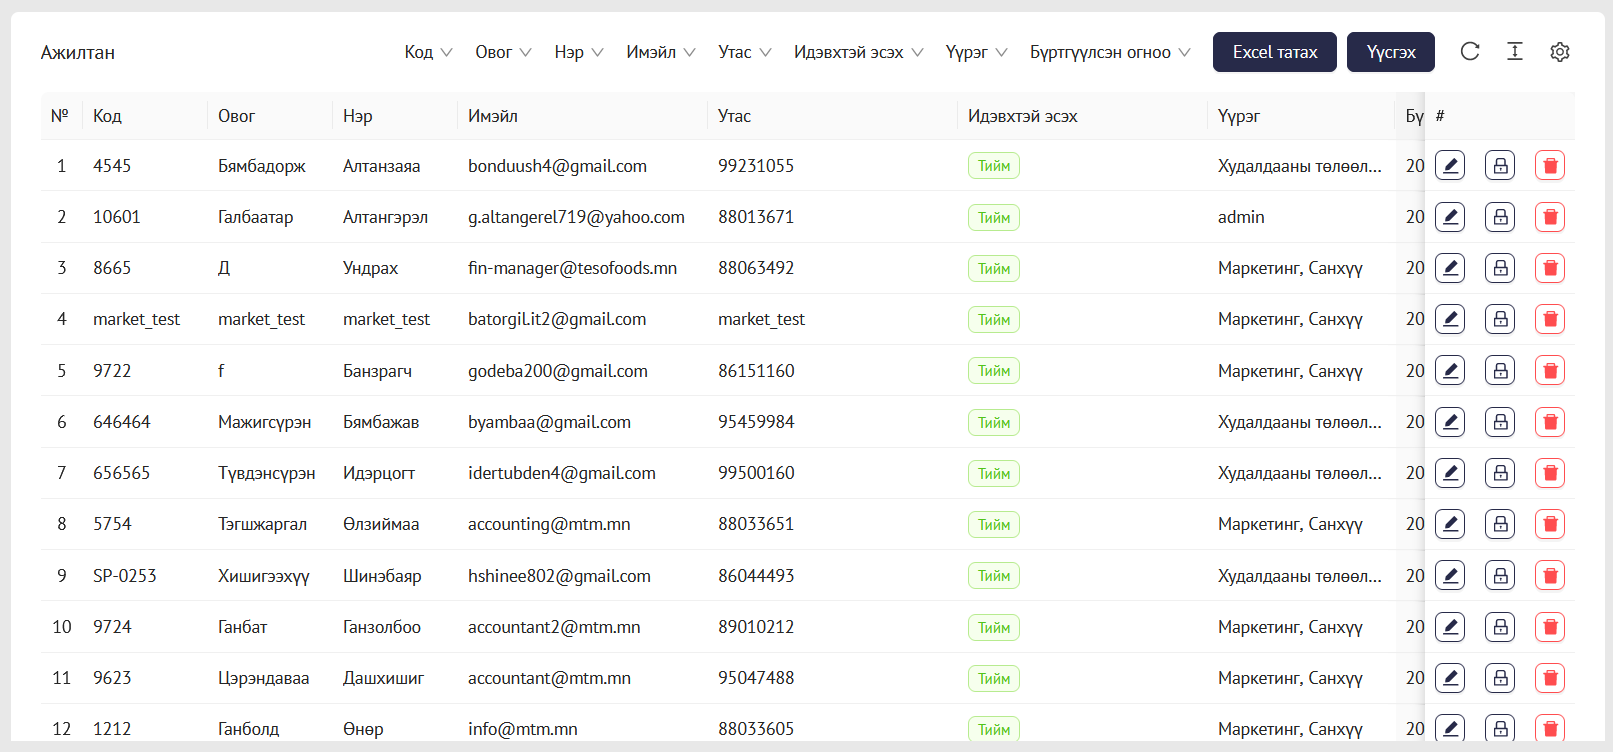 Ажилтан Код Овог Нэр Имэйл Утас Идэвхтэй эсэх Үүрэг Бүртгүүлсэн огноо Excel татах Үүсгэх
№ Код Овог Нэр Имэйл Утас Идэвхтэй эсэх Үүрэг Бү #
1 4545 Бямбадорж Алтанзаяа bonduush4@gmail.com 99231055 Тийм Худалдааны төлөөл... 20
2 10601 Галбаатар Алтангэрэл g.altangerel719@yahoo.com 88013671 Тийм admin 20
3 8665 Д Ундрах fin-manager@tesofoods.mn 88063492 Тийм Маркетинг, Санхүү 20
4 market_test market_test market_test batorgil.it2@gmail.com market_test Тийм Маркетинг, Санхүү 20
5 9722 f Банзрагч godeba200@gmail.com 86151160 Тийм Маркетинг, Санхүү 20
6 646464 Мажигсүрэн Бямбажав byambaa@gmail.com 95459984 Тийм Худалдааны төлөөл... 20
7 656565 Түвдэнсүрэн Идэрцогт idertubden4@gmail.com 99500160 Тийм Худалдааны төлөөл... 20
8 5754 Тэгшжаргал Өлзиймаа accounting@mtm.mn 88033651 Тийм Маркетинг, Санхүү 20
9 SP-0253 Хишигээхүү Шинэбаяр hshinee802@gmail.com 86044493 Тийм Худалдааны төлөөл... 20
10 9724 Ганбат Ганзолбоо accountant2@mtm.mn 89010212 Тийм Маркетинг, Санхүү 20
11 9623 Цэрэндаваа Дашхишиг accountant@mtm.mn 95047488 Тийм Маркетинг, Санхүү 20
12 1212 Ганболд Өнөр info@mtm.mn 88033605 Тийм Маркетинг, Санхүү 20